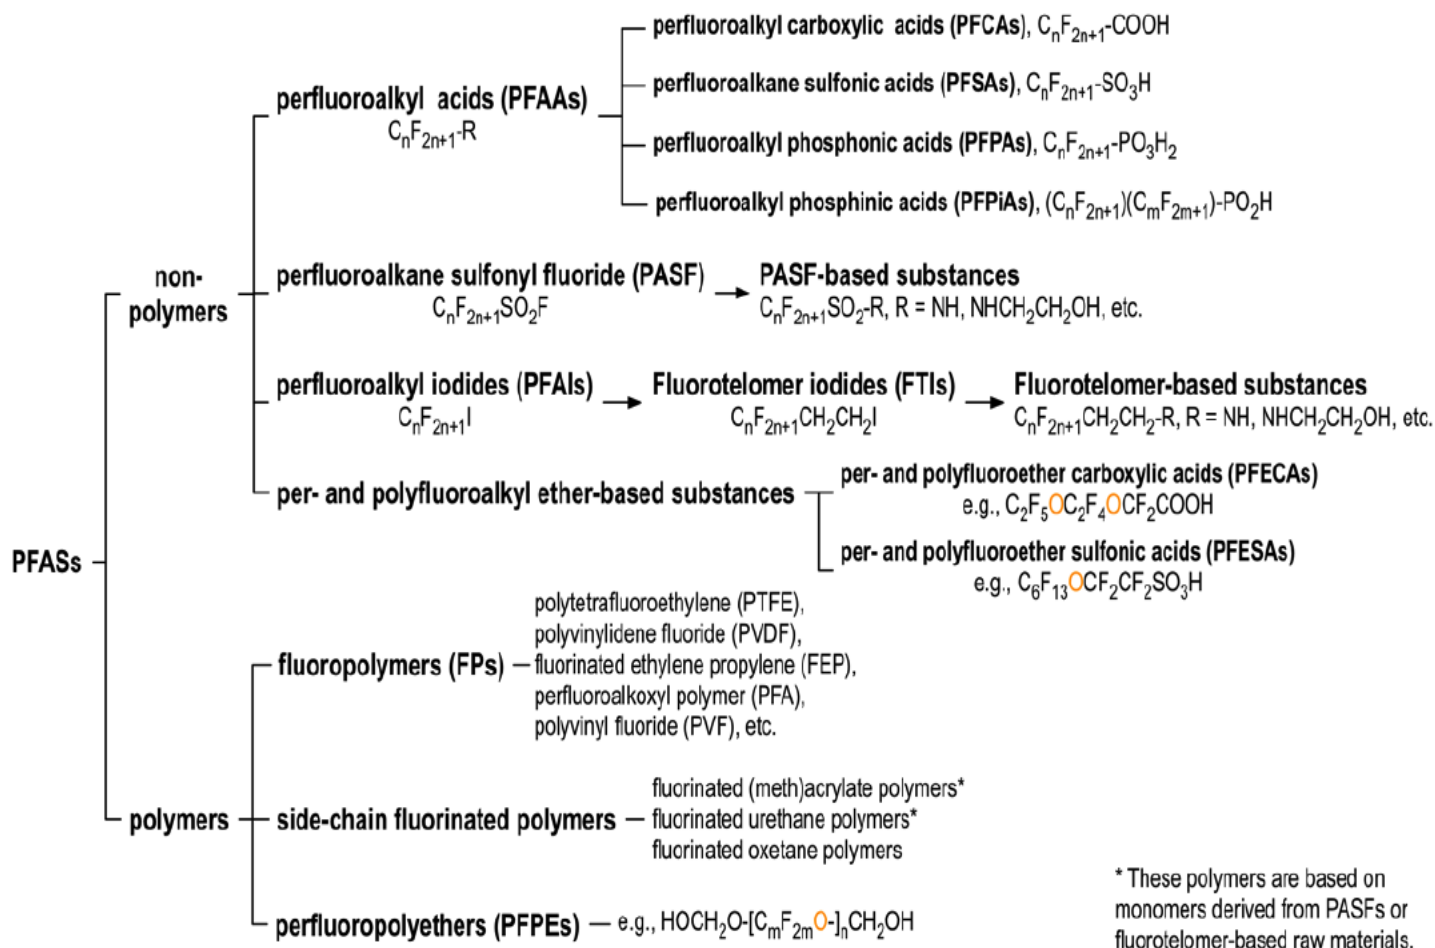 perfluoroalkyl carboxylic acids (PFCAs), CₙF₂ₙ₊₁-COOH
perfluoroalkyl acids (PFAAs)
CₙF₂ₙ₊₁-R
perfluoroalkane sulfonic acids (PFSAs), CₙF₂ₙ₊₁-SO₃H
perfluoroalkyl phosphonic acids (PFPAs), CₙF₂ₙ₊₁-PO₃H₂
perfluoroalkyl phosphinic acids (PFPiAs), (CₙF₂ₙ₊₁)(CₘF₂ₘ₊₁)-PO₂H
non-
polymers
perfluoroalkane sulfonyl fluoride (PASF)
CₙF₂ₙ₊₁SO₂F
PASF-based substances
CₙF₂ₙ₊₁SO₂-R, R = NH, NHCH₂CH₂OH, etc.
perfluoroalkyl iodides (PFAIs)
CₙF₂ₙ₊₁I
Fluorotelomer iodides (FTIs)
CₙF₂ₙ₊₁CH₂CH₂I
Fluorotelomer-based substances
CₙF₂ₙ₊₁CH₂CH₂-R, R = NH, NHCH₂CH₂OH, etc.
per- and polyfluoroalkyl ether-based substances
per- and polyfluoroether carboxylic acids (PFECAs)
e.g., C₂F₅OC₂F₄OCF₂COOH
per- and polyfluoroether sulfonic acids (PFESAs)
e.g., C₆F₁₃OCF₂CF₂SO₃H
PFASs
polymers
fluoropolymers (FPs)
polytetrafluoroethylene (PTFE),
polyvinylidene fluoride (PVDF),
fluorinated ethylene propylene (FEP),
perfluoroalkoxyl polymer (PFA),
polyvinyl fluoride (PVF), etc.
side-chain fluorinated polymers
fluorinated (meth)acrylate polymers*
fluorinated urethane polymers*
fluorinated oxetane polymers
perfluoropolyethers (PFPEs)
e.g., HOCH₂O-[CₘF₂ₘO-]ₙCH₂OH
* These polymers are based on
monomers derived from PASFs or
fluorotelomer-based raw materials.